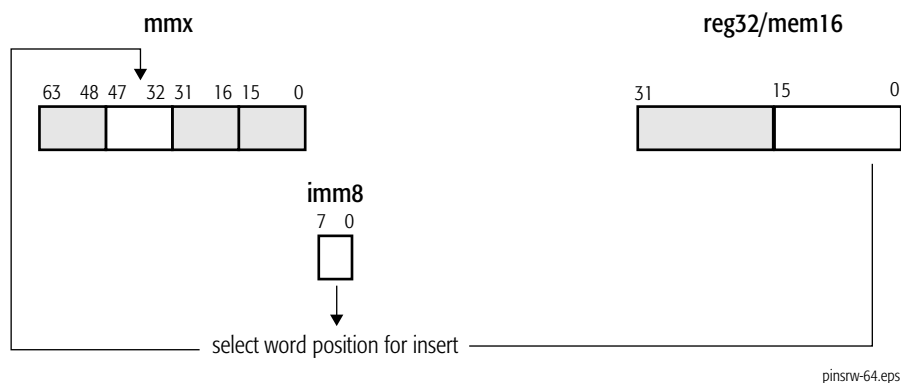 mmx reg32/mem16
63 48 47 32 31 16 15 0 31 15 0
imm8
7 0
select word position for insert
pinsrw-64.eps